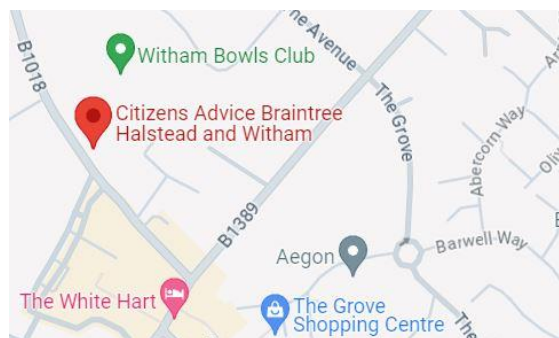 B1018
Witham Bowls Club
ne Avenue
Citizens Advice Braintree
Halstead and Witham
The Grove
Abercorn Way
B1389
Barwell Way
Aegon
The White Hart
The Grove
Shopping Centre